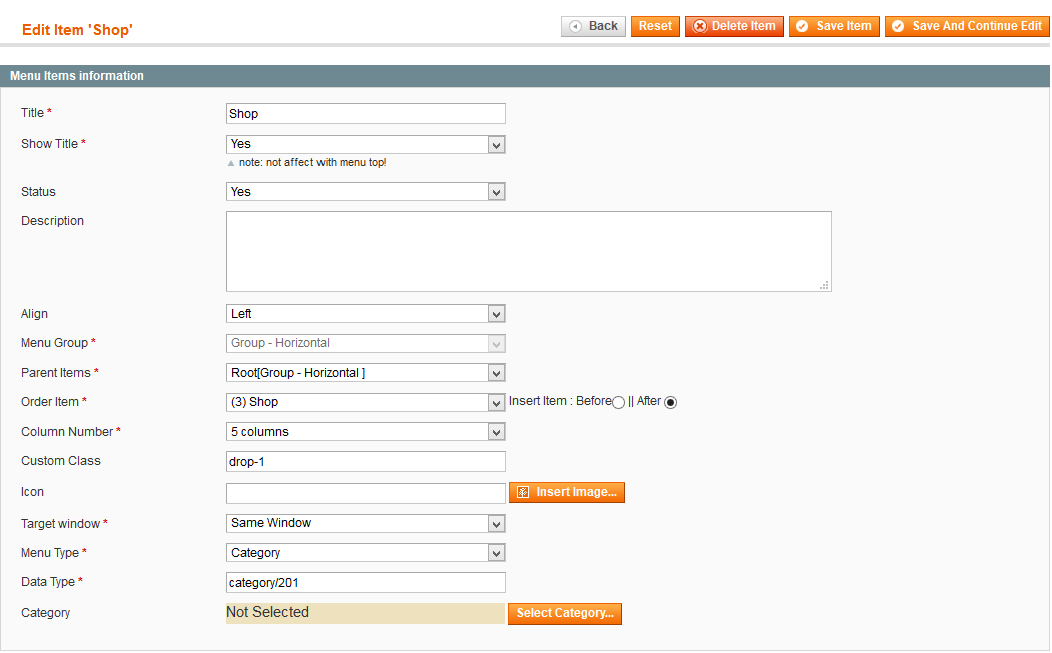 Edit Item 'Shop'
Back Reset Delete Item Save Item Save And Continue Edit
Menu Items information
Title * Shop
Show Title * Yes
note: not affect with menu top!
Status Yes
Description
Align Left
Menu Group * Group - Horizontal
Parent Items * Root[Group - Horizontal ]
Order Item * (3) Shop Insert Item : Before || After
Column Number * 5 columns
Custom Class drop-1
Icon Insert Image...
Target window * Same Window
Menu Type * Category
Data Type * category/201
Category Not Selected Select Category...